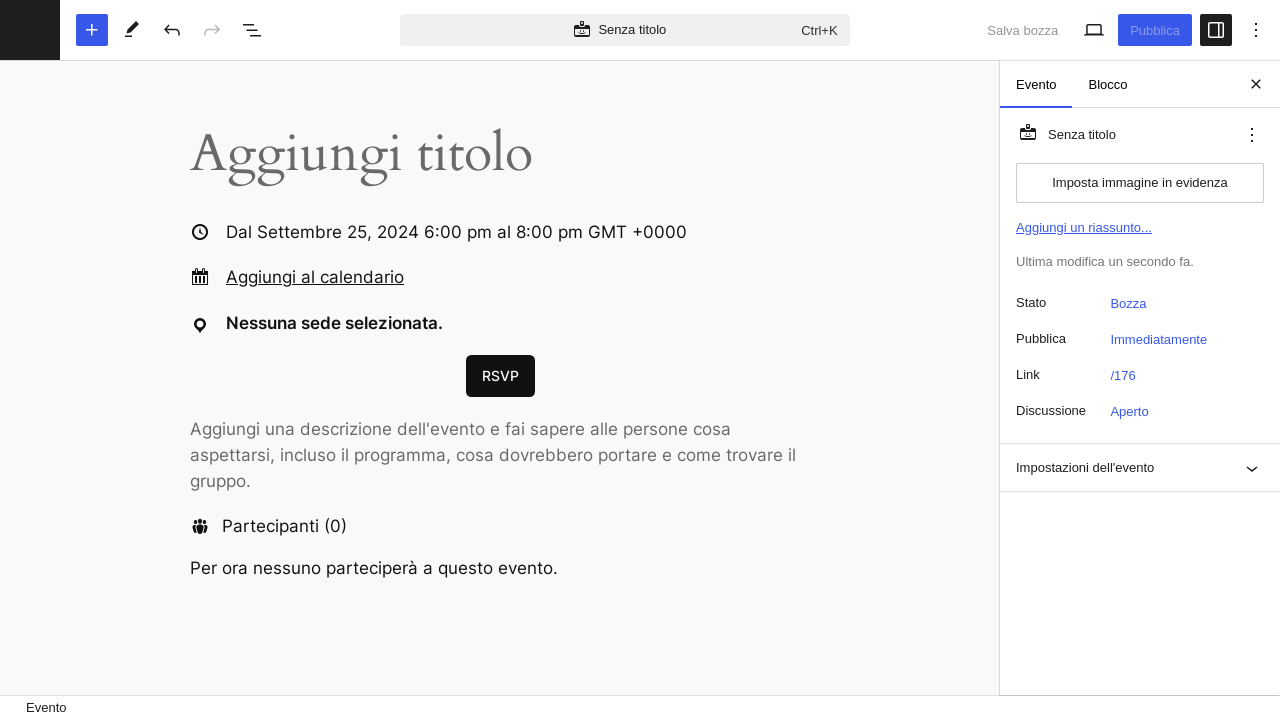 Senza titolo
Ctrl+K
Salva bozza
Pubblica
Aggiungi titolo
Dal Settembre 25, 2024 6:00 pm al 8:00 pm GMT +0000
Aggiungi al calendario
Nessuna sede selezionata.
RSVP
Aggiungi una descrizione dell'evento e fai sapere alle persone cosa
aspettarsi, incluso il programma, cosa dovrebbero portare e come trovare il
gruppo.
Partecipanti (0)
Per ora nessuno parteciperà a questo evento.
Evento Blocco
Senza titolo
Imposta immagine in evidenza
Aggiungi un riassunto...
Ultima modifica un secondo fa.
Stato Bozza
Pubblica Immediatamente
Link /176
Discussione Aperto
Impostazioni dell'evento
Evento